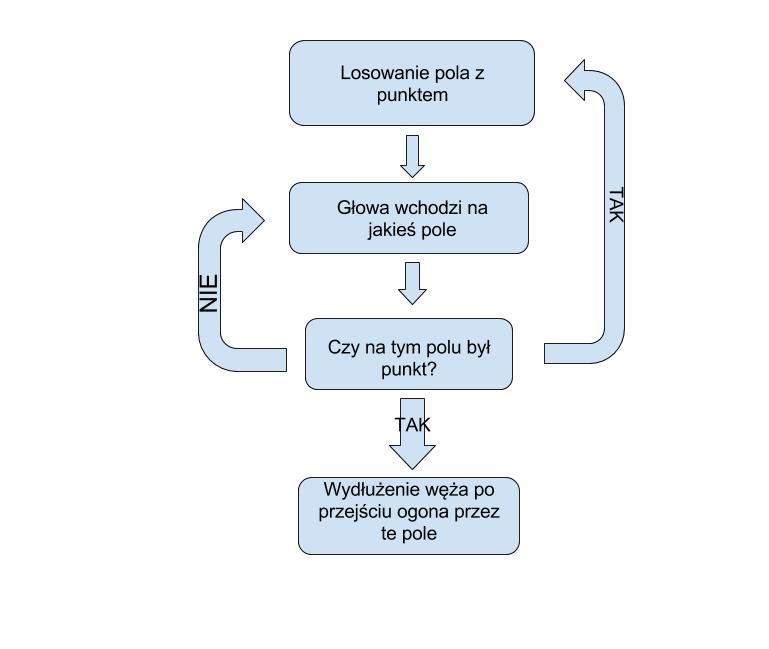 Losowanie pola z
punktem
TAK
Głowa wchodzi na
jakieś pole
NIE
Czy na tym polu był
punkt?
TAK
Wydłużenie węża po
przejściu ogona przez
te pole